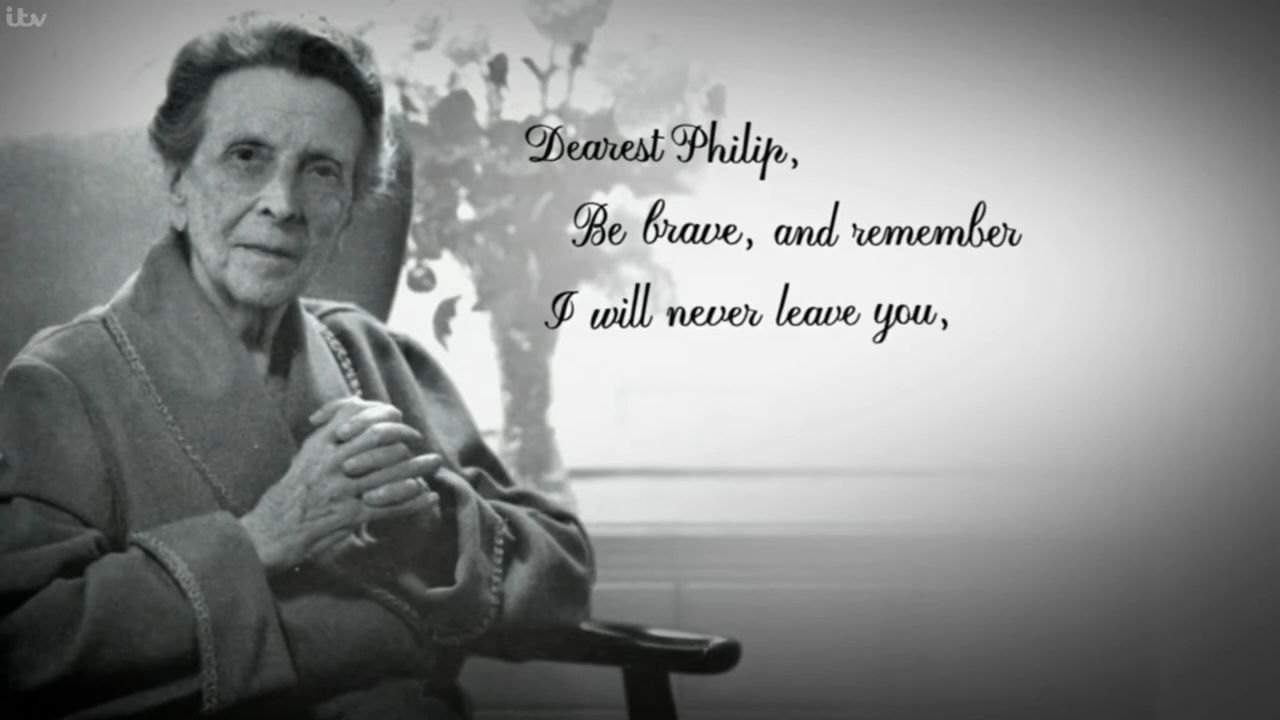 itv
Dearest Philip,
Be brave, and remember
I will never leave you,